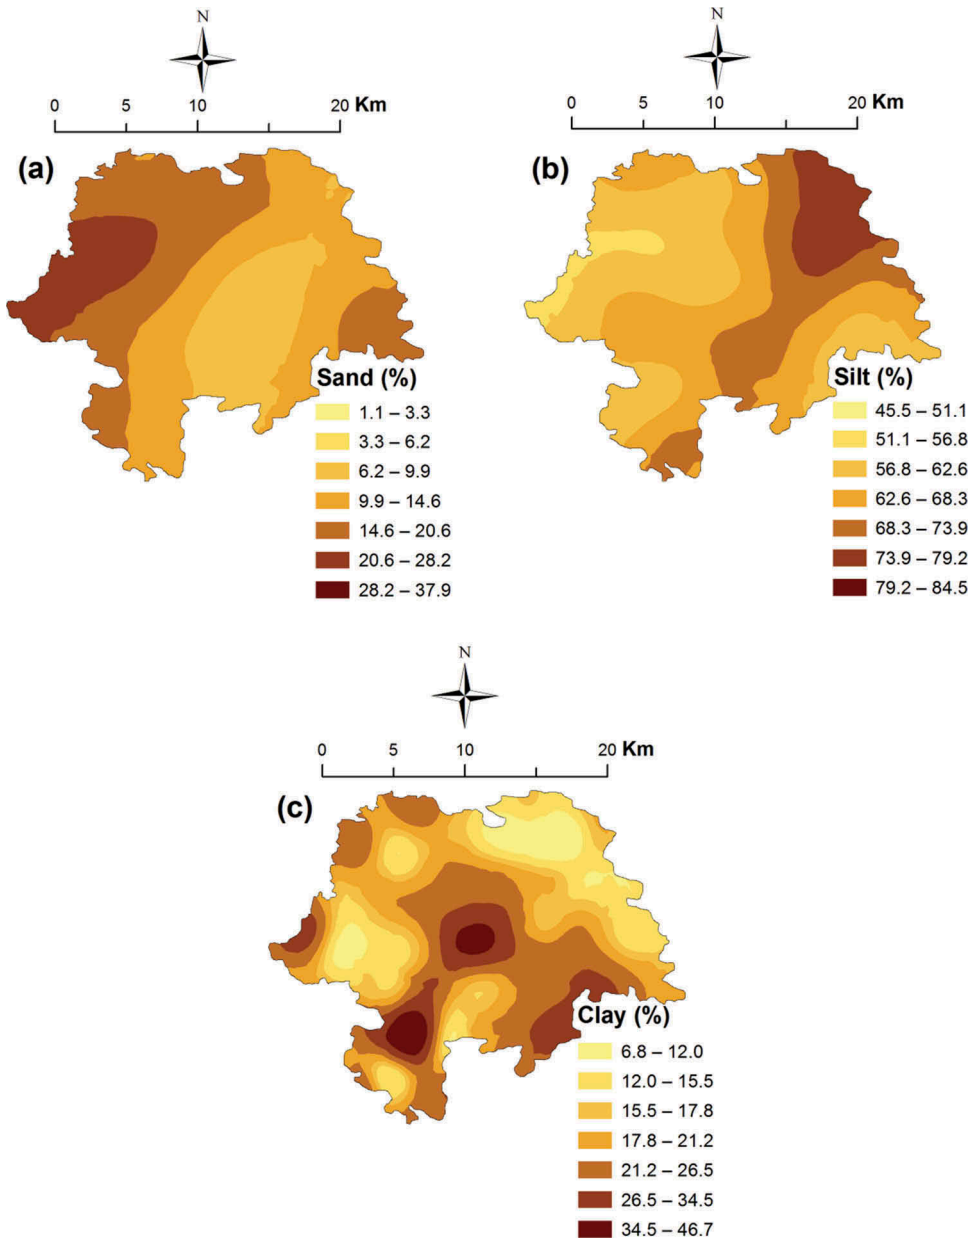 N
0 5 10 20 Km
(a)
Sand (%)
1.1 – 3.3
3.3 – 6.2
6.2 – 9.9
9.9 – 14.6
14.6 – 20.6
20.6 – 28.2
28.2 – 37.9
N
0 5 10 20 Km
(b)
Silt (%)
45.5 – 51.1
51.1 – 56.8
56.8 – 62.6
62.6 – 68.3
68.3 – 73.9
73.9 – 79.2
79.2 – 84.5
N
0 5 10 20 Km
(c)
Clay (%)
6.8 – 12.0
12.0 – 15.5
15.5 – 17.8
17.8 – 21.2
21.2 – 26.5
26.5 – 34.5
34.5 – 46.7